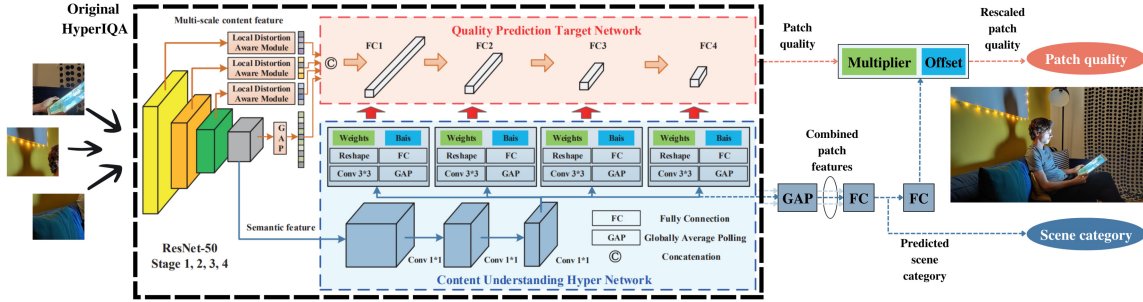 Original
HyperIQA
Multi-scale content feature
Local Distortion
Aware Module
Local Distortion
Aware Module
Local Distortion
Aware Module
G
A
P
©
Quality Prediction Target Network
FC1
FC2
FC3
FC4
Weights
Bais
Weights
Bais
Weights
Bais
Weights
Bais
Reshape
FC
Reshape
FC
Reshape
FC
Reshape
FC
Conv 3*3
GAP
Conv 3*3
GAP
Conv 3*3
GAP
Conv 3*3
GAP
Semantic feature
ResNet-50
Stage 1, 2, 3, 4
Conv 1*1
Conv 1*1
Conv 1*1
FC
Fully Connection
GAP
Globally Average Polling
©
Concatenation
Content Understanding Hyper Network
Patch
quality
Multiplier
Offset
Rescaled
patch
quality
Patch quality
Combined
patch
features
GAP
FC
FC
Predicted
scene
category
Scene category